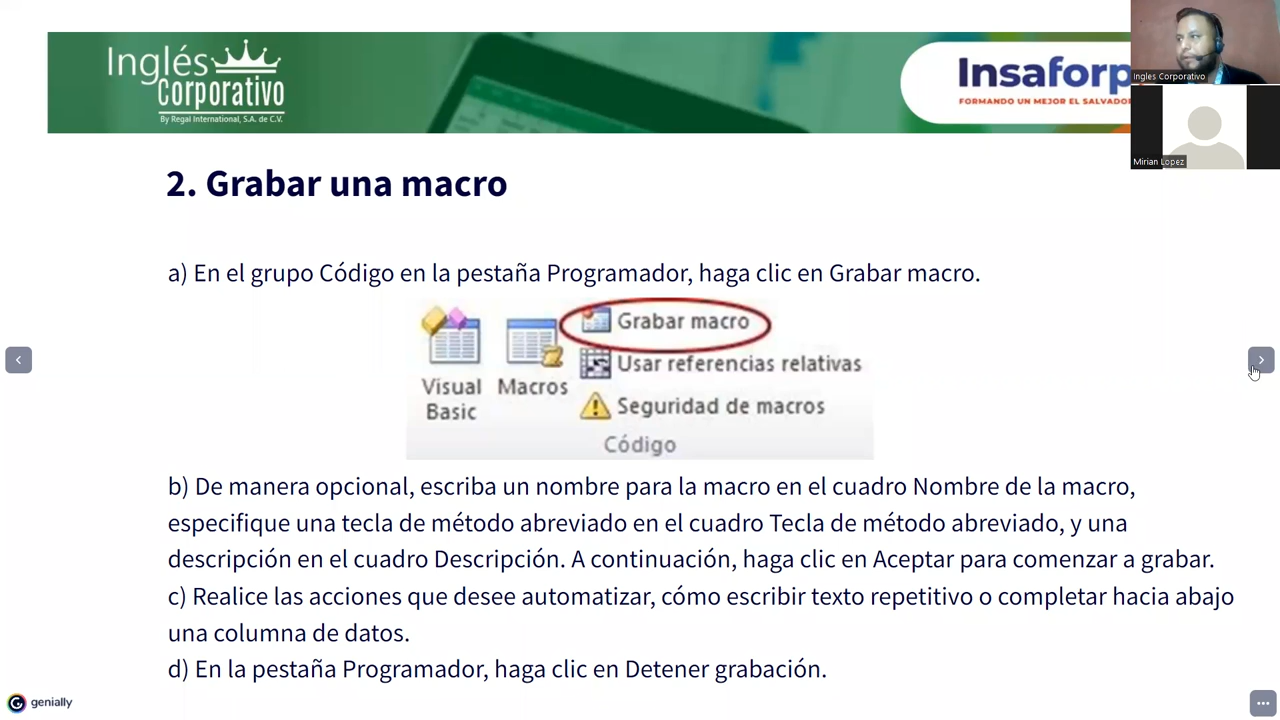 Inglés
Corporativo
By Regal International, S.A. de C.V.
Insaforp
FORMANDO UN MEJOR EL SALVADOR
Ingles Corporativo
Mirian Lopez
2. Grabar una macro
a) En el grupo Código en la pestaña Programador, haga clic en Grabar macro.
Visual
Basic
Macros
Grabar macro
Usar referencias relativas
Seguridad de macros
Código
b) De manera opcional, escriba un nombre para la macro en el cuadro Nombre de la macro,
especifique una tecla de método abreviado en el cuadro Tecla de método abreviado, y una
descripción en el cuadro Descripción. A continuación, haga clic en Aceptar para comenzar a grabar.
c) Realice las acciones que desee automatizar, cómo escribir texto repetitivo o completar hacia abajo
una columna de datos.
d) En la pestaña Programador, haga clic en Detener grabación.
genially